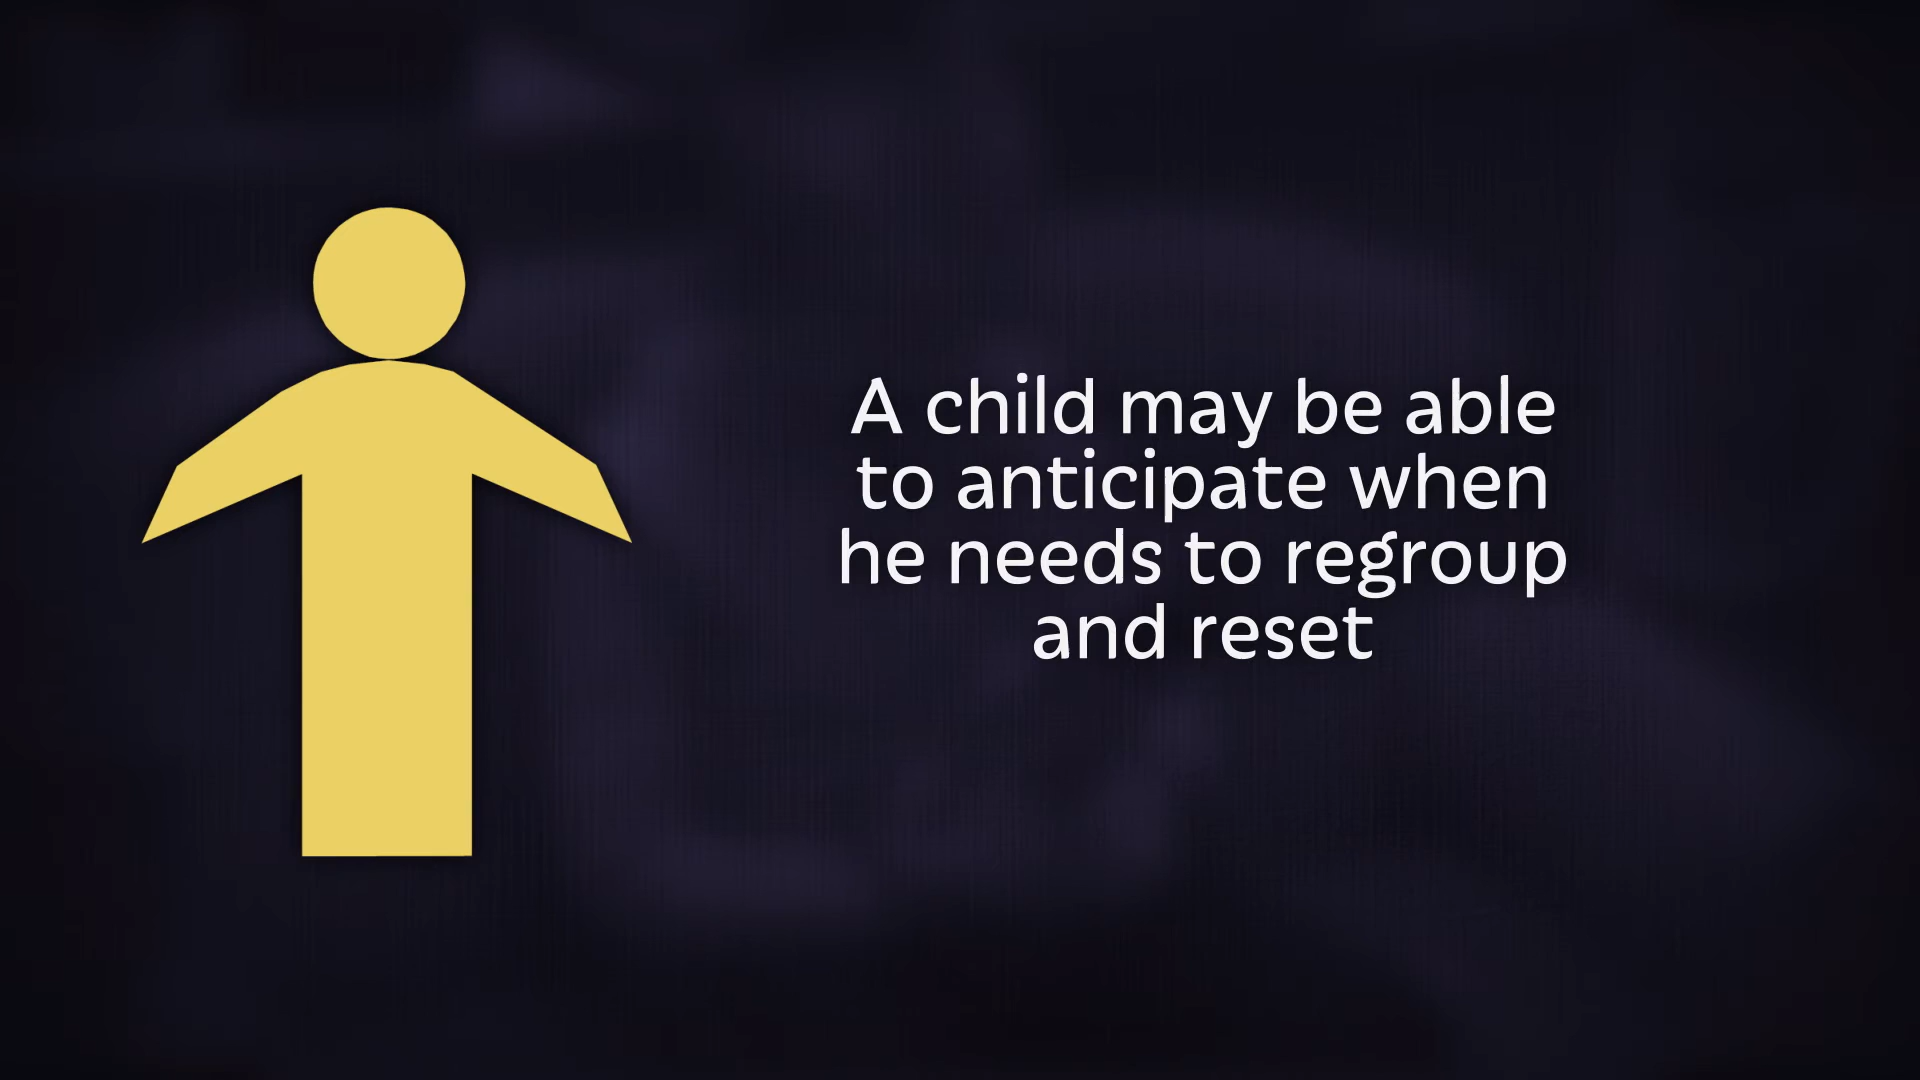 A child may be able
to anticipate when
he needs to regroup
and reset